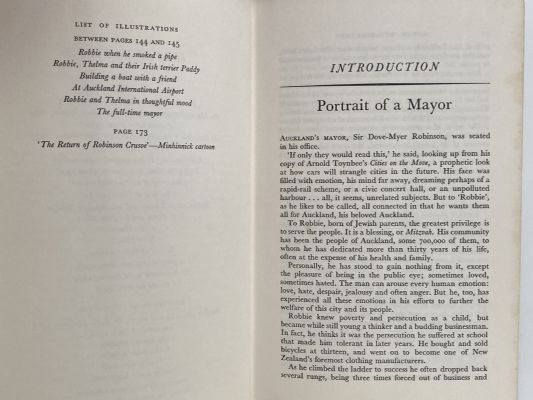 LIST OF ILLUSTRATIONS
BETWEEN PAGES 144 AND 145
Robbie when he smoked a pipe
Robbie, Thelma and their Irish terrier Paddy
Building a boat with a friend
At Auckland International Airport
Robbie and Thelma in thoughtful mood
The full-time mayor
PAGE 173
'The Return of Robinson Crusoe'—Minhinnick cartoon
INTRODUCTION
Portrait of a Mayor
AUCKLAND'S MAYOR, Sir Dove-Myer Robinson, was seated
in his office.
'If only they would read this,' he said, looking up from his
copy of Arnold Toynbee's Cities on the Move, a prophetic look
at how cars will strangle cities in the future. His face was
filled with emotion, his mind far away, dreaming perhaps of a
rapid-rail scheme, or a civic concert hall, or an unpolluted
harbour . . . all, it seems, unrelated subjects. But to 'Robbie',
as he likes to be called, all connected in that he wants them
all for Auckland, his beloved Auckland.
To Robbie, born of Jewish parents, the greatest privilege is
to serve the people. It is a blessing, or Mitzvah. His community
has been the people of Auckland, some 700,000 of them, to
whom he has dedicated more than thirty years of his life,
often at the expense of his health and family.
Personally, he has stood to gain nothing from it, except
the pleasure of being in the public eye; sometimes loved,
sometimes hated. The man can arouse every human emotion:
love, hate, despair, jealousy and often anger. But he, too, has
experienced all these emotions in his efforts to further the
welfare of this city and its people.
Robbie knew poverty and persecution as a child, but
became while still young a thinker and a budding businessman.
In fact, he thinks it was the persecution he suffered at school
that made him tolerant in later years. He bought and sold
bicycles at thirteen, and went on to become one of New
Zealand's foremost clothing manufacturers.
As he climbed the ladder to success he often dropped back
several rungs, being three times forced out of business and